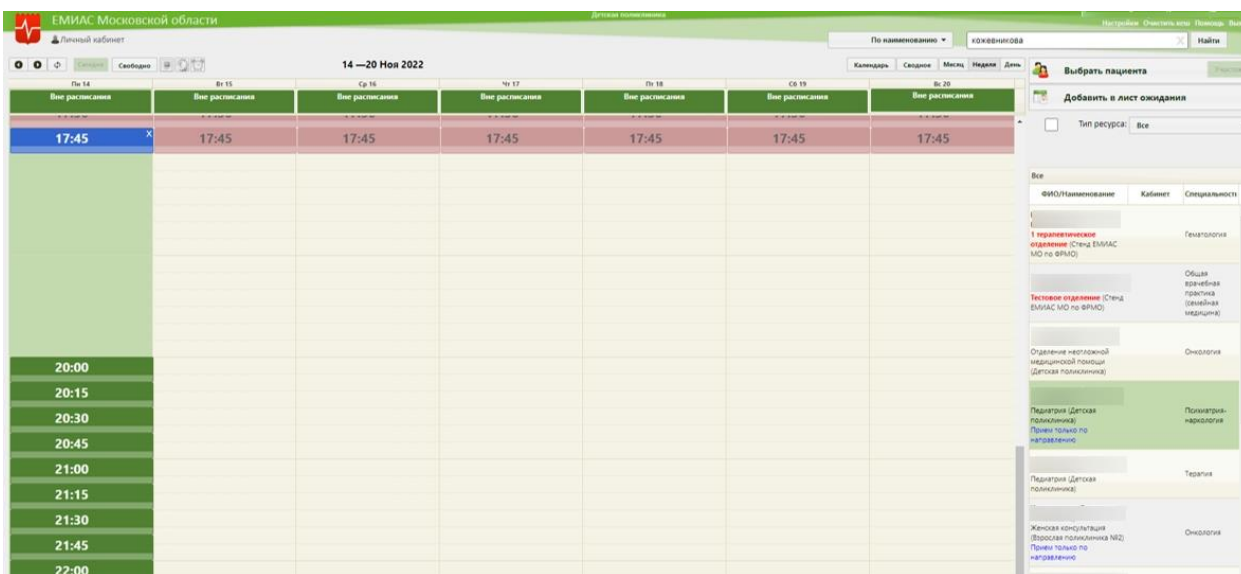 ЕМИАС Московской области
Детская поликлиника
Настройки Очистить кэш Помощь
Личный кабинет
По наименованию
кожевникова
X
Найти
Сегодня
Свободно
14 —20 Ноя 2022
Календарь Сводное Месяц Неделя День
Выбрать пациента
Пн 14 Вт 15 Ср 16 Чт 17 Пт 18 Сб 19 Вс 20
Вне расписания Вне расписания Вне расписания Вне расписания Вне расписания Вне расписания Вне расписания
Добавить в лист ожидания
17:45 X 17:45 17:45 17:45 17:45 17:45 17:45
Тип ресурса: Все
Все
ФИО/Наименование Кабинет Специальность
1 терапевтическое
отделение (Стенд ЕМИАС
МО по ФРМО)
Гематология
Тестовое отделение (Стенд
ЕМИАС МО по ФРМО)
Общая
врачебная
практика
(семейная
медицина)
Отделение неотложной
медицинской помощи
(Детская поликлиника)
Онкология
Педиатрия (Детская
поликлиника)
Прием только по
направлению
Психиатрия-
наркология
Педиатрия (Детская
поликлиника)
Терапия
Женская консультация
(Взрослая поликлиника №2)
Прием только по
направлению
Онкология
20:00
20:15
20:30
20:45
21:00
21:15
21:30
21:45
22:00